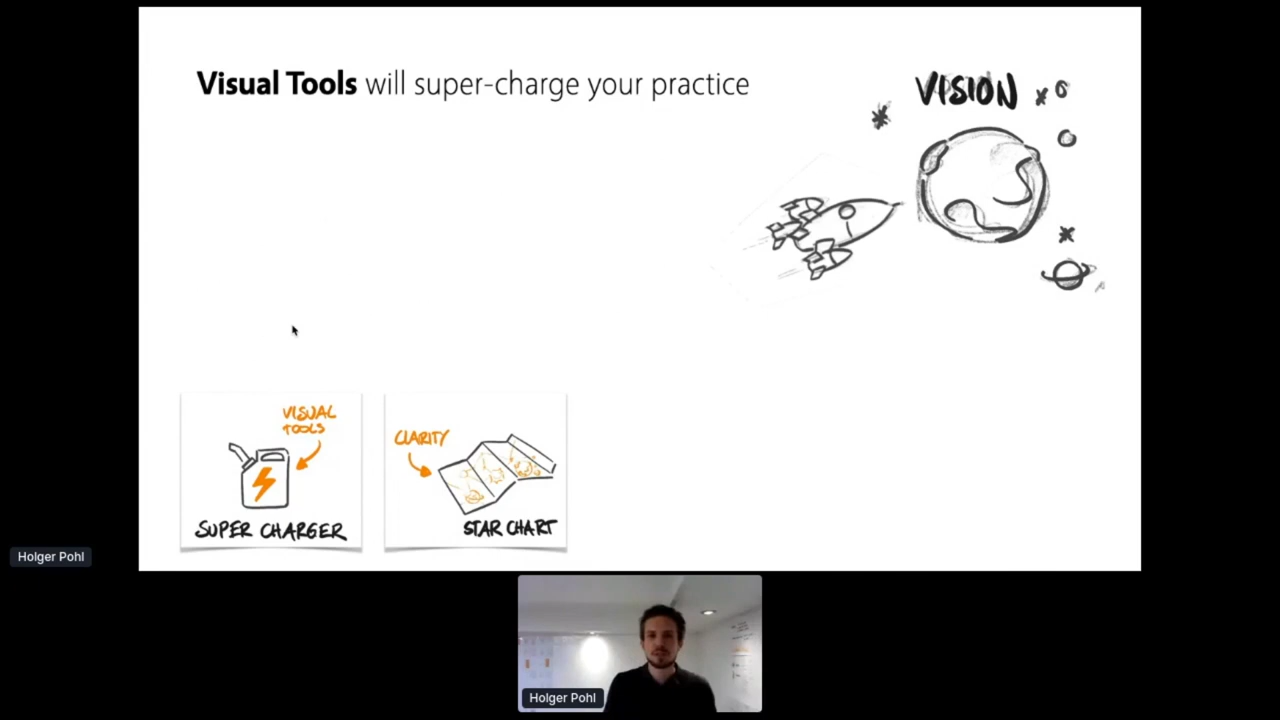 Visual Tools will super-charge your practice
VISION
VISUAL
TOOLS
SUPER CHARGER
CLARITY
STAR CHART
Holger Pohl
Holger Pohl